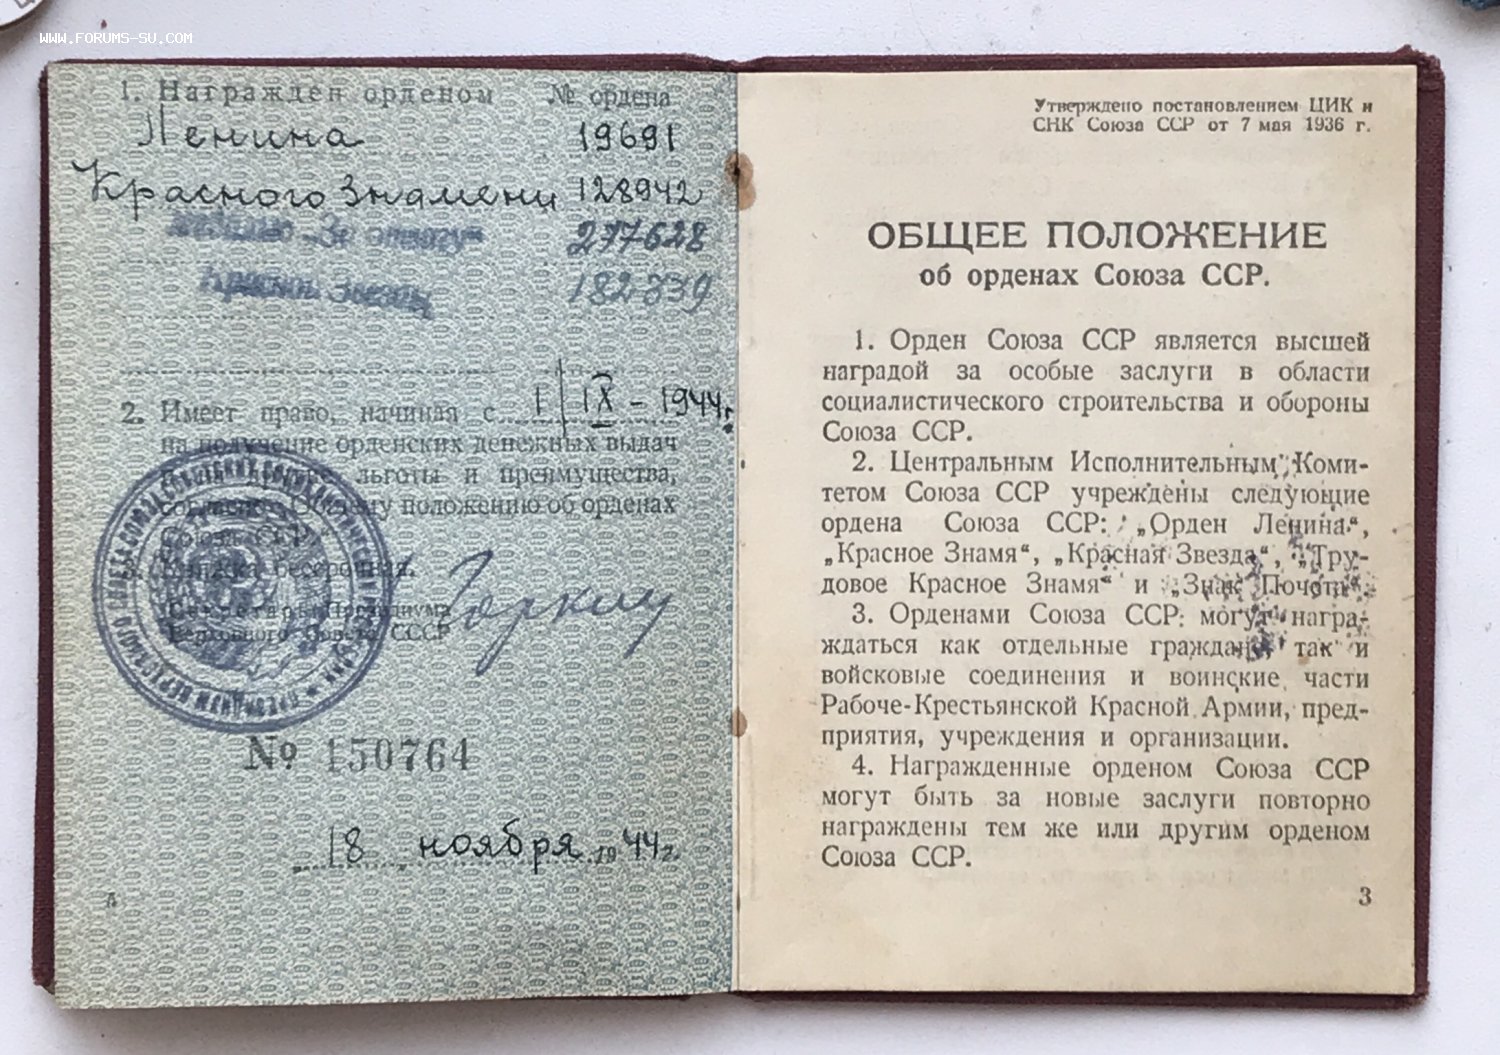 WWW.FORUMS-SU.COM
1. Награжден орденом № ордена
Ленина 19691
Красного Знамени 128942
медалью „За отвагу“ 277628
Красной Звезды 182339
2. Имеет право, начиная с 1/IX – 1944г.
на получение орденских денежных выдач
льготы и преимущества,
согласно „Общему положению об орденах
Союза ССР.“
3. Книжка бессрочная.
Секретарь Президиума
Верховного Совета СССР
Горкин
№ 150764
18 ноября 1944г.
А
Утверждено постановлением ЦИК и
СНК Союза ССР от 7 мая 1936 г.
ОБЩЕЕ ПОЛОЖЕНИЕ
об орденах Союза ССР.
1. Орден Союза ССР является высшей
наградой за особые заслуги в области
социалистического строительства и обороны
Союза ССР.
2. Центральным Исполнительным Коми-
тетом Союза ССР учреждены следующие
ордена Союза ССР: „Орден Ленина“,
„Красное Знамя“, „Красная Звезда“, „Тру-
довое Красное Знамя“ и „Знак Почета“.
3. Орденами Союза ССР могут награ-
ждаться как отдельные граждане, так и
войсковые соединения и воинские части
Рабоче-Крестьянской Красной Армии, пред-
приятия, учреждения и организации.
4. Награжденные орденом Союза ССР
могут быть за новые заслуги повторно
награждены тем же или другим орденом
Союза ССР.
3